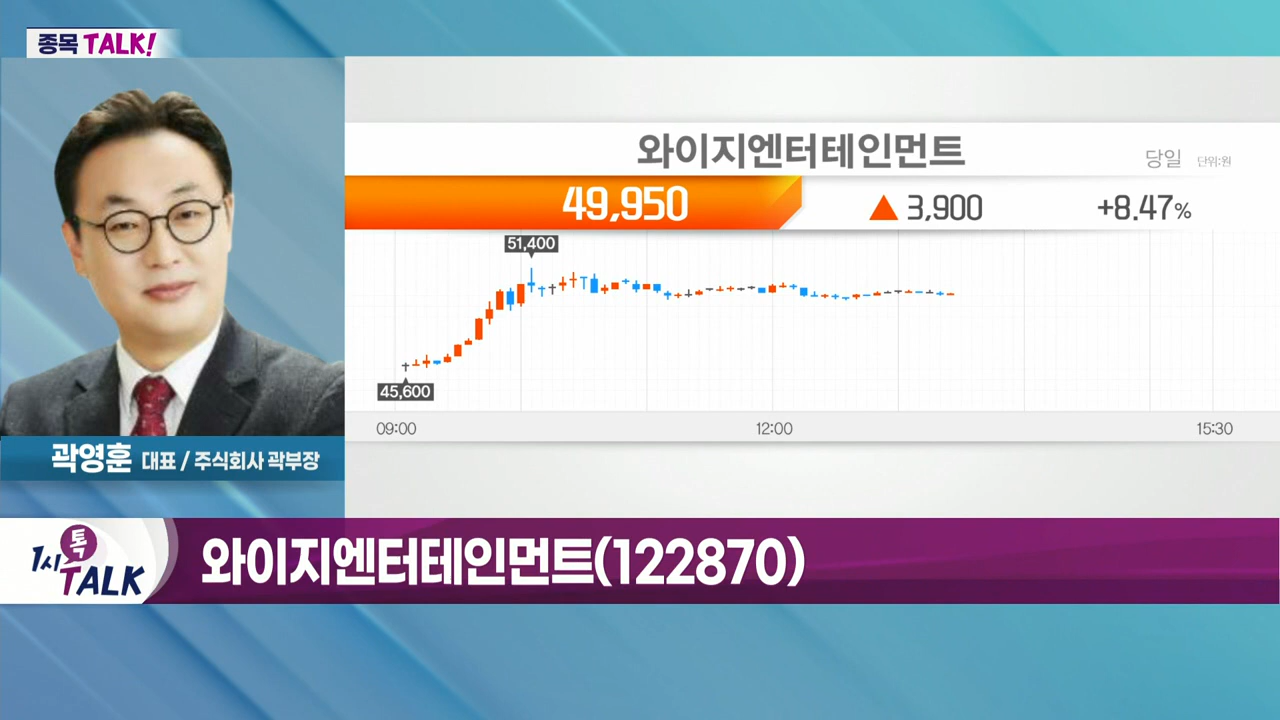 종목 TALK!
와이지엔터테인먼트
당일 단위:원
49,950 ▲ 3,900 +8.47%
51,400
45,600
09:00 12:00 15:30
곽영훈 대표 / 주식회사 곽부장
1시 톡 TALK
와이지엔터테인먼트(122870)